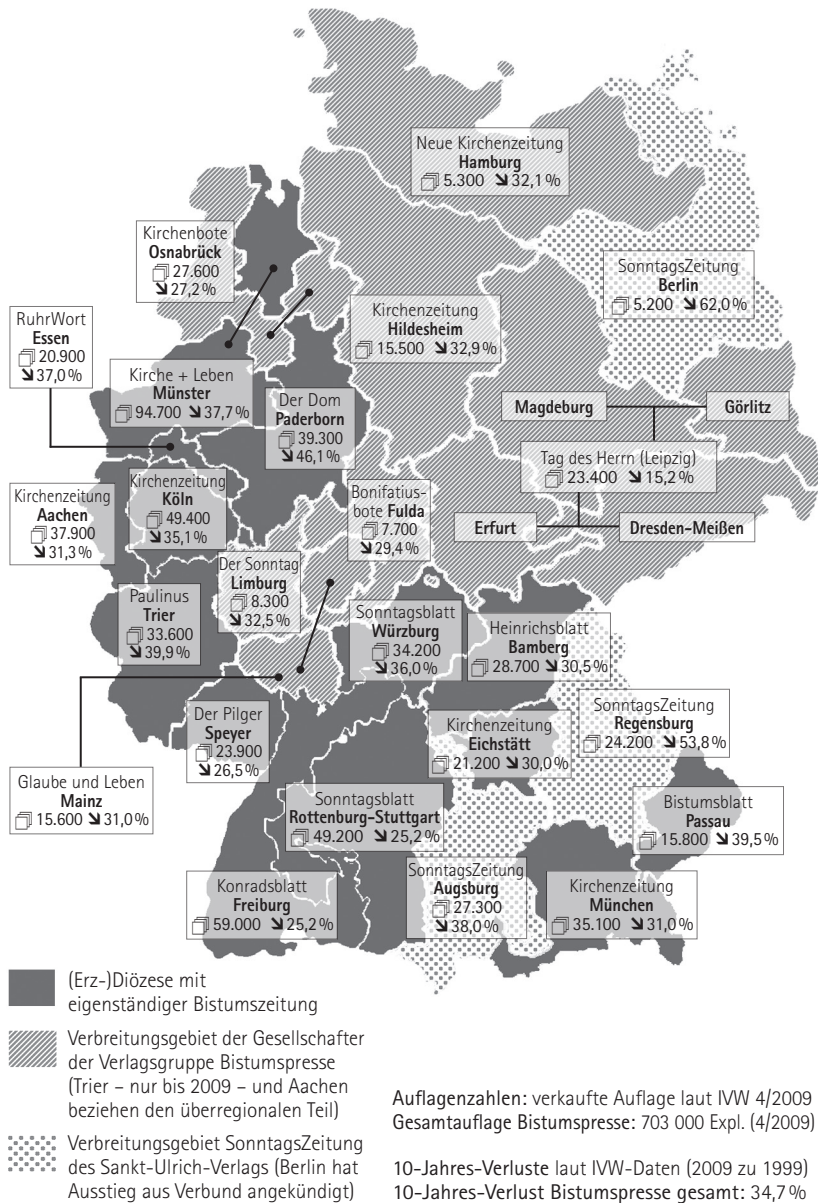 Neue Kirchenzeitung
Hamburg
5.300 ↘32,1%
Kirchenbote
Osnabrück
27.600
↘27,2%
SonntagsZeitung
Berlin
5.200 ↘62,0%
RuhrWort
Essen
20.900
↘37,0%
Kirchenzeitung
Hildesheim
15.500 ↘32,9%
Kirche + Leben
Münster
94.700 ↘37,7%
Der Dom
Paderborn
39.300
↘46,1%
Magdeburg
Görlitz
Tag des Herrn (Leipzig)
23.400 ↘15,2%
Erfurt
Dresden-Meißen
Kirchenzeitung
Aachen
37.900
↘31,3%
Kirchenzeitung
Köln
49.400
↘35,1%
Bonifatius-
bote Fulda
7.700
↘29,4%
Der Sonntag
Limburg
8.300
↘32,5%
Paulinus
Trier
33.600
↘39,9%
Sonntagsblatt
Würzburg
34.200
↘36,0%
Heinrichsblatt
Bamberg
28.700 ↘30,5%
Der Pilger
Speyer
23.900
↘26,5%
Kirchenzeitung
Eichstätt
21.200 ↘30,0%
SonntagsZeitung
Regensburg
24.200 ↘53,8%
Glaube und Leben
Mainz
15.600 ↘31,0%
Sonntagsblatt
Rottenburg-Stuttgart
49.200 ↘25,2%
Bistumsblatt
Passau
15.800 ↘39,5%
Konradsblatt
Freiburg
59.000 ↘25,2%
SonntagsZeitung
Augsburg
27.300
↘38,0%
Kirchenzeitung
München
35.100 ↘31,0%
(Erz-)Diözese mit
eigenständiger Bistumszeitung
Verbreitungsgebiet der Gesellschafter
der Verlagsgruppe Bistumspresse
(Trier – nur bis 2009 – und Aachen
beziehen den überregionalen Teil)
Verbreitungsgebiet SonntagsZeitung
des Sankt-Ulrich-Verlags (Berlin hat
Ausstieg aus Verbund angekündigt)
Auflagenzahlen: verkaufte Auflage laut IVW 4/2009
Gesamtauflage Bistumspresse: 703 000 Expl. (4/2009)
10-Jahres-Verluste laut IVW-Daten (2009 zu 1999)
10-Jahres-Verlust Bistumspresse gesamt: 34,7%